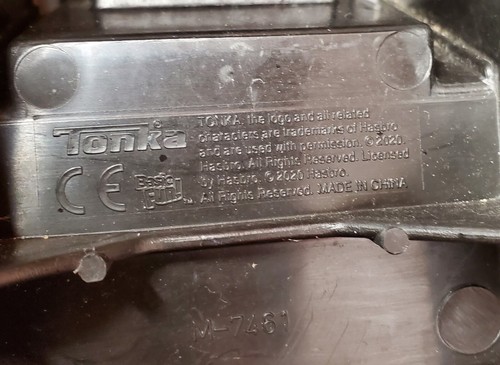 Tonka®
TONKA, the logo and all related
characters are trademarks of Hasbro
and are used with permission. © 2020.
Hasbro. All Rights Reserved. Licensed
by Hasbro. © 2020 Hasbro.
All Rights Reserved. MADE IN CHINA.
CE
Basic
Fun!
M-7461